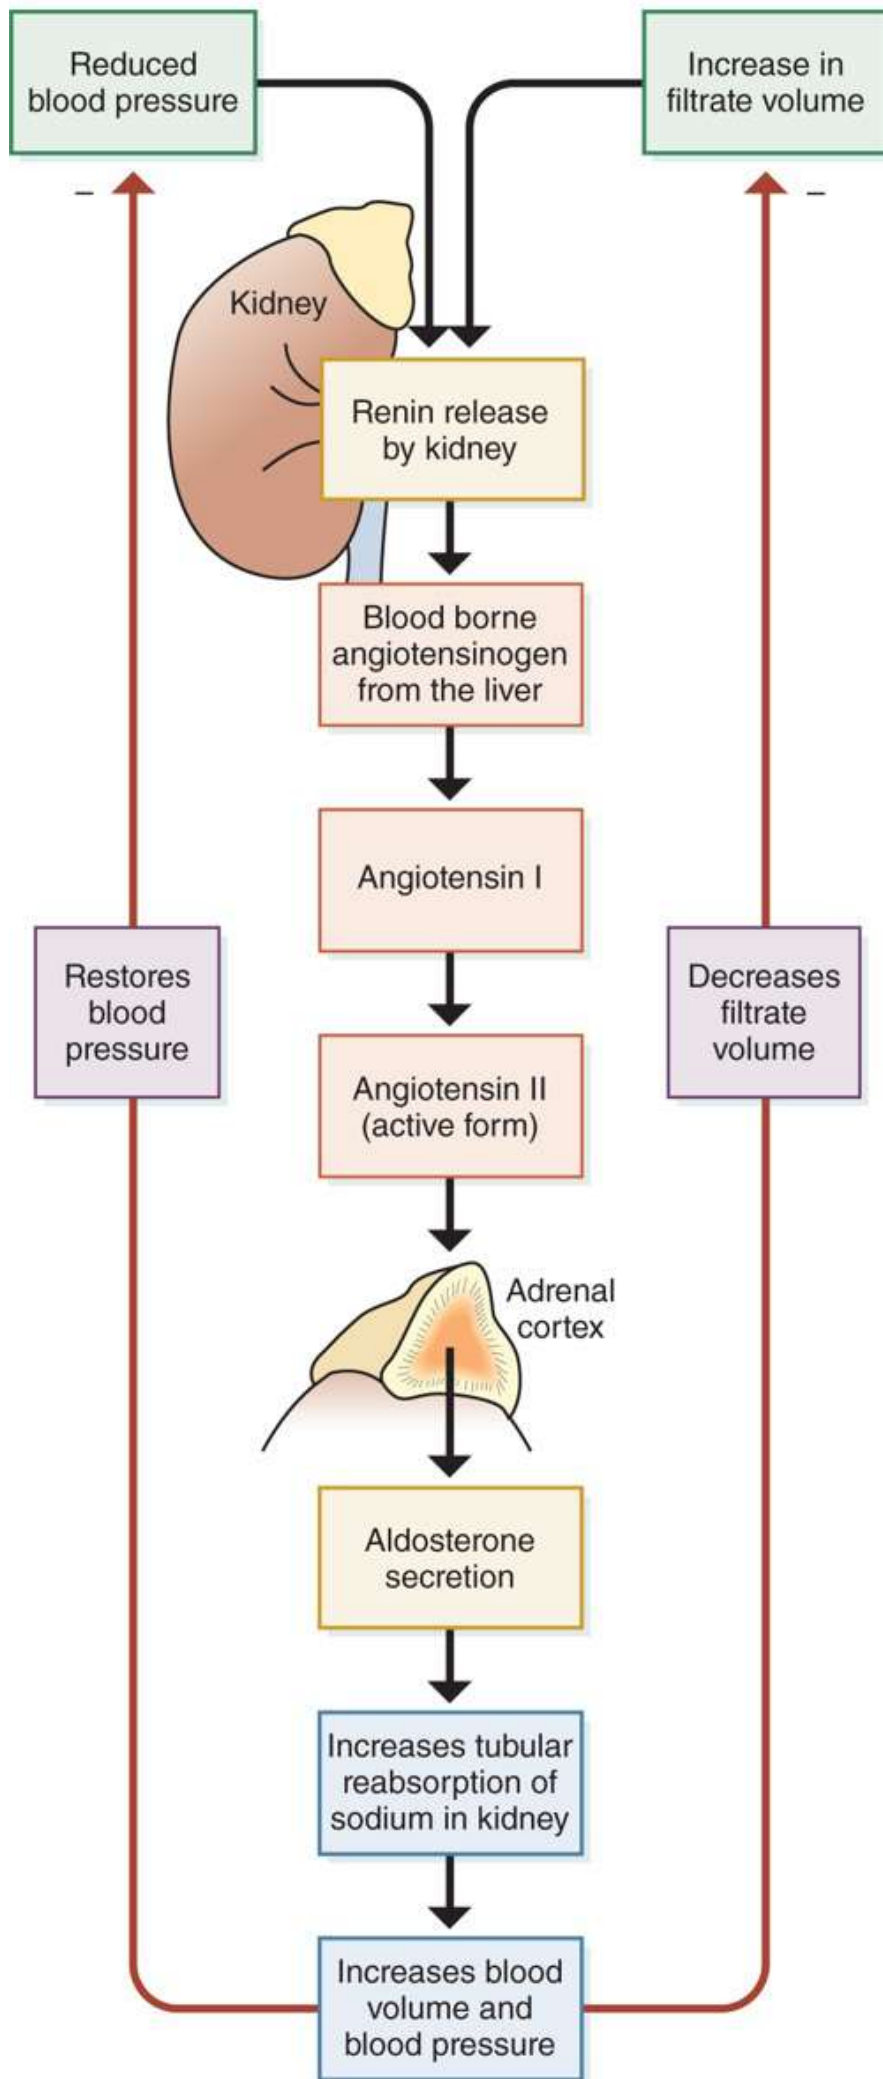 Reduced
blood pressure
Increase in
filtrate volume
–
–
Kidney
Renin release
by kidney
Blood borne
angiotensinogen
from the liver
Angiotensin I
Restores
blood
pressure
Decreases
filtrate
volume
Angiotensin II
(active form)
Adrenal
cortex
Aldosterone
secretion
Increases tubular
reabsorption of
sodium in kidney
Increases blood
volume and
blood pressure